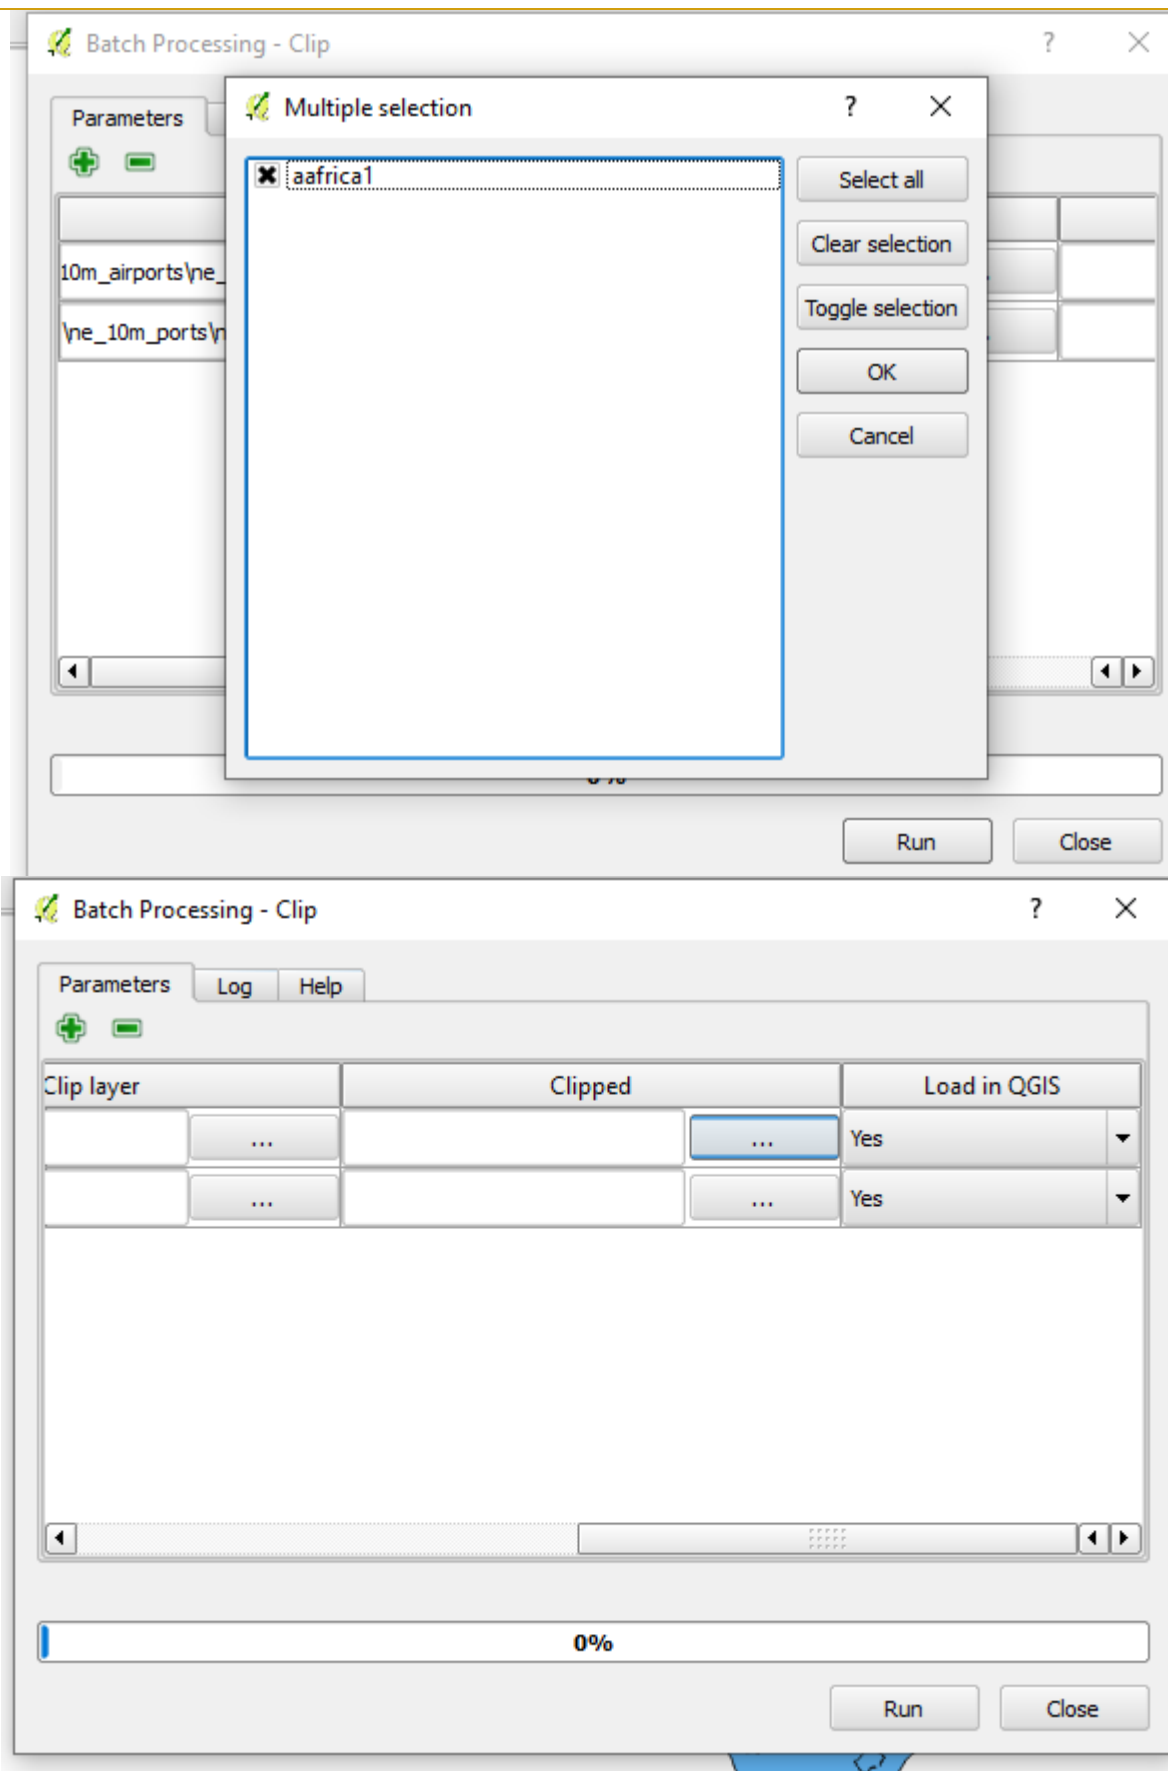 Batch Processing - Clip
?
Multiple selection
?
Parameters
aafrica1
Select all
Clear selection
10m_airports\ne_
Toggle selection
\ne_10m_ports\n
OK
Cancel
Run
Close
Batch Processing - Clip
?
Parameters
Log
Help
Clip layer
Clipped
Load in QGIS
...
...
Yes
...
...
Yes
0%
Run
Close